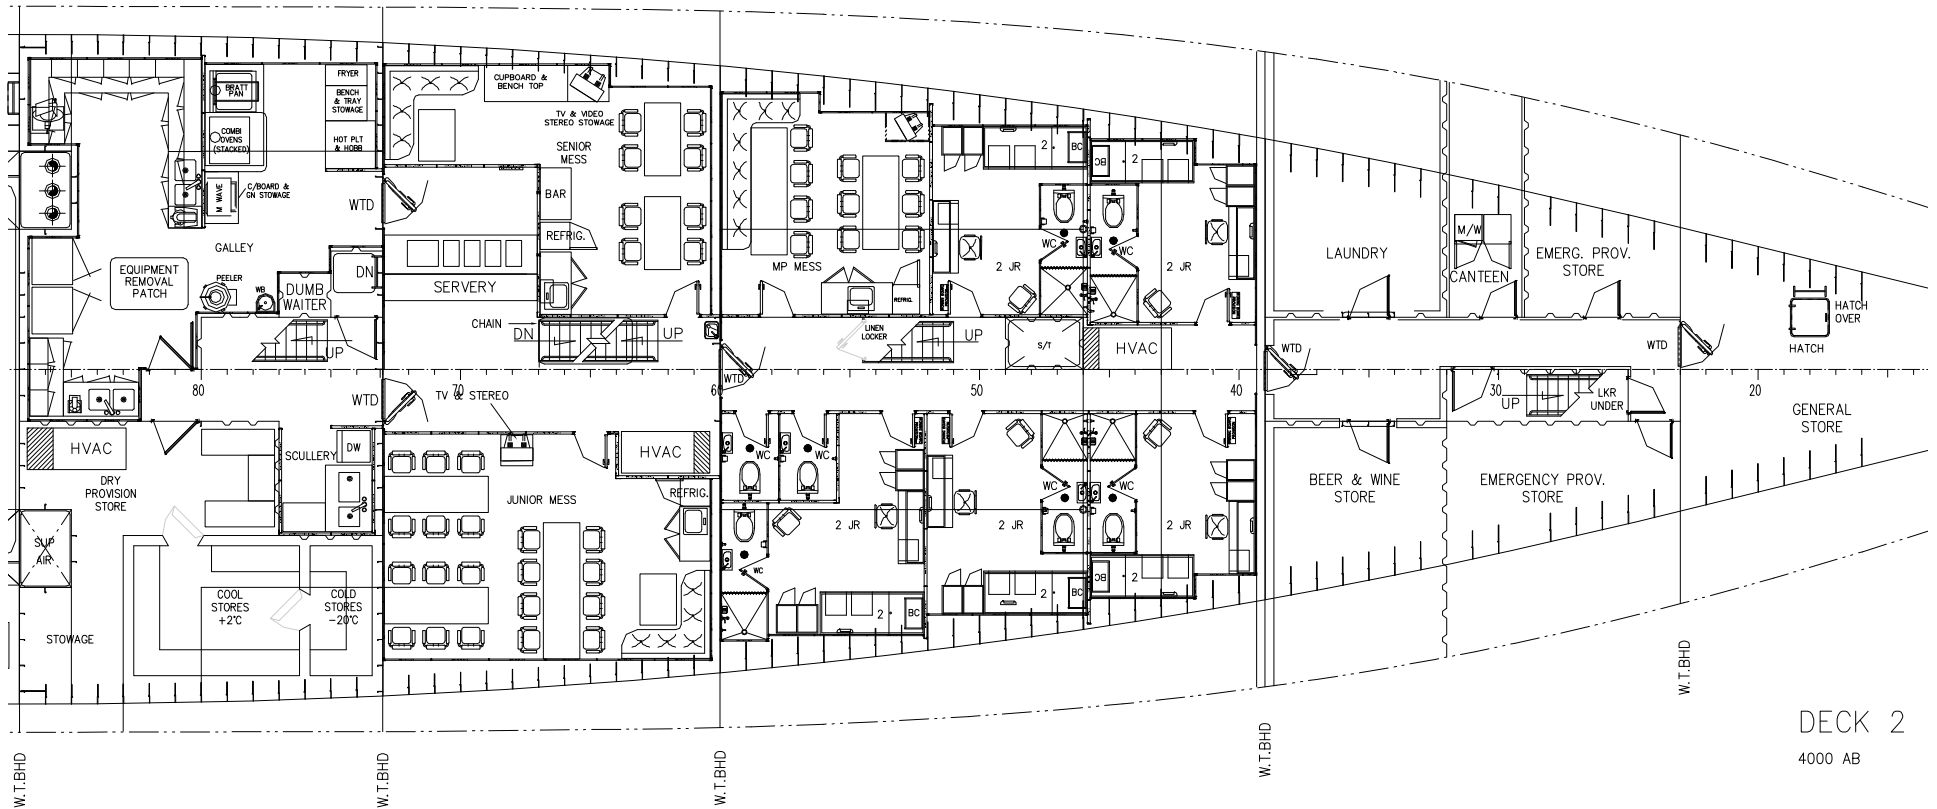 FRYER
BENCH
& TRAY
STOWAGE
HOT PLT
& HOBB
BRATT
PAN
COMBI
OVENS
(STACKED)
M WAVE
C/BOARD &
GN STOWAGE
GALLEY
EQUIPMENT
REMOVAL
PATCH
PEELER
WB
DUMB
WAITER
DN
UP
WTD
80
WTD
HVAC
DRY
PROVISION
STORE
SUP
AIR
STOWAGE
SCULLERY
DW
COOL
STORES
+2°C
COLD
STORES
-20°C
CUPBOARD &
BENCH TOP
TV & VIDEO
STEREO STOWAGE
SENIOR
MESS
BAR
REFRIG.
SERVERY
CHAIN
DN
UP
70
TV & STEREO
60
JUNIOR MESS
HVAC
REFRIG.
MP MESS
REFRIG.
LINEN
LOCKER
UP
WTD
50
S/T
HVAC
40
2
BC
BC
2
WC
WC
2 JR
2 JR
WC
WC
WC
2 JR
2
BC
2 JR
WC
WC
2 JR
2
BC
BC
2
WTD
LAUNDRY
M/W
CANTEEN
EMERG. PROV.
STORE
WTD
HATCH
OVER
HATCH
30
UP
LKR
UNDER
20
GENERAL
STORE
BEER & WINE
STORE
EMERGENCY PROV.
STORE
W.T.BHD
W.T.BHD
W.T.BHD
W.T.BHD
W.T.BHD
DECK 2
4000 AB